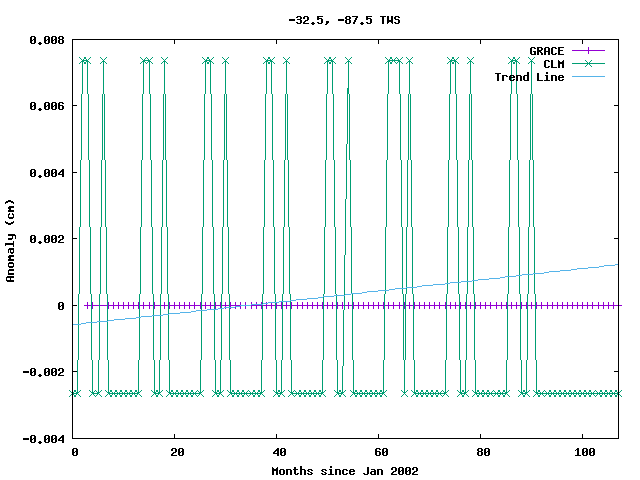 -32.5, -87.5 TWS
0.008
0.006
0.004
0.002
0
-0.002
-0.004
Anomaly (cm)
GRACE
CLM
Trend Line
0 20 40 60 80 100
Months since Jan 2002